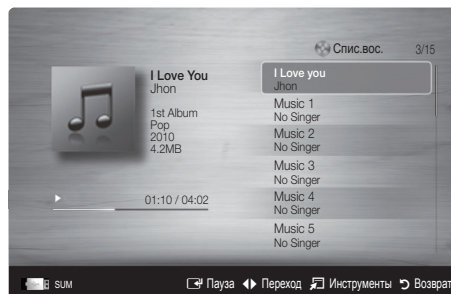 Спис.вос. 3/15
I Love You
Jhon
1st Album
Pop
2010
4.2MB
01:10 / 04:02
I Love you
Jhon
Music 1
No Singer
Music 2
No Singer
Music 3
No Singer
Music 4
No Singer
Music 5
No Singer
SUM Пауза Переход Инструменты Возврат